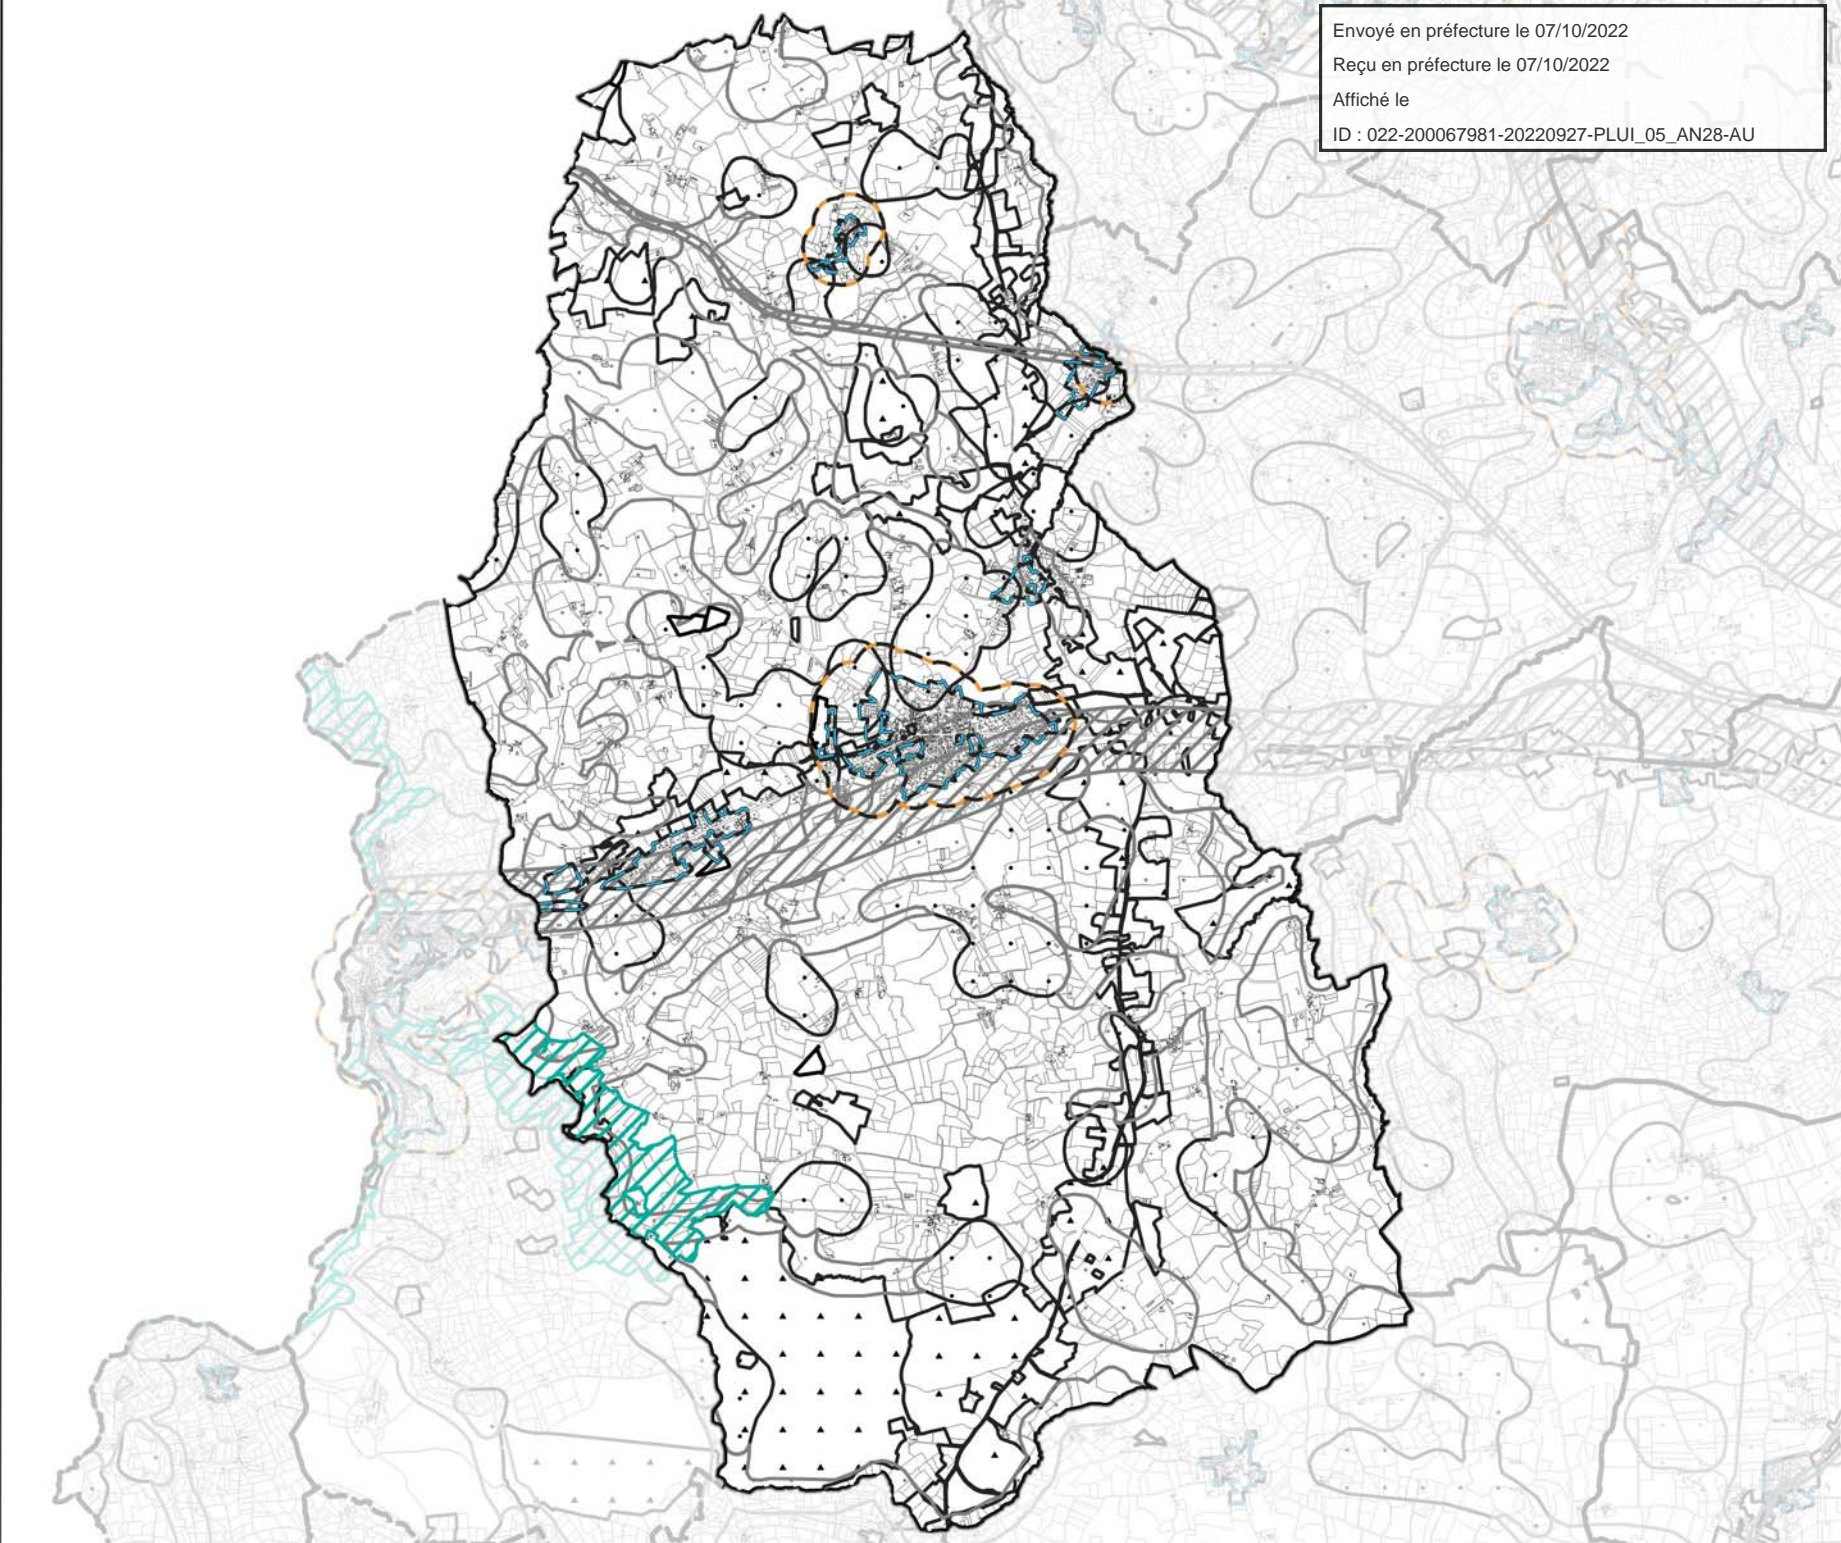 Envoyé en préfecture le 07/10/2022
Reçu en préfecture le 07/10/2022
Affiché le
ID : 022-200067981-20220927-PLUI_05_AN28-AU